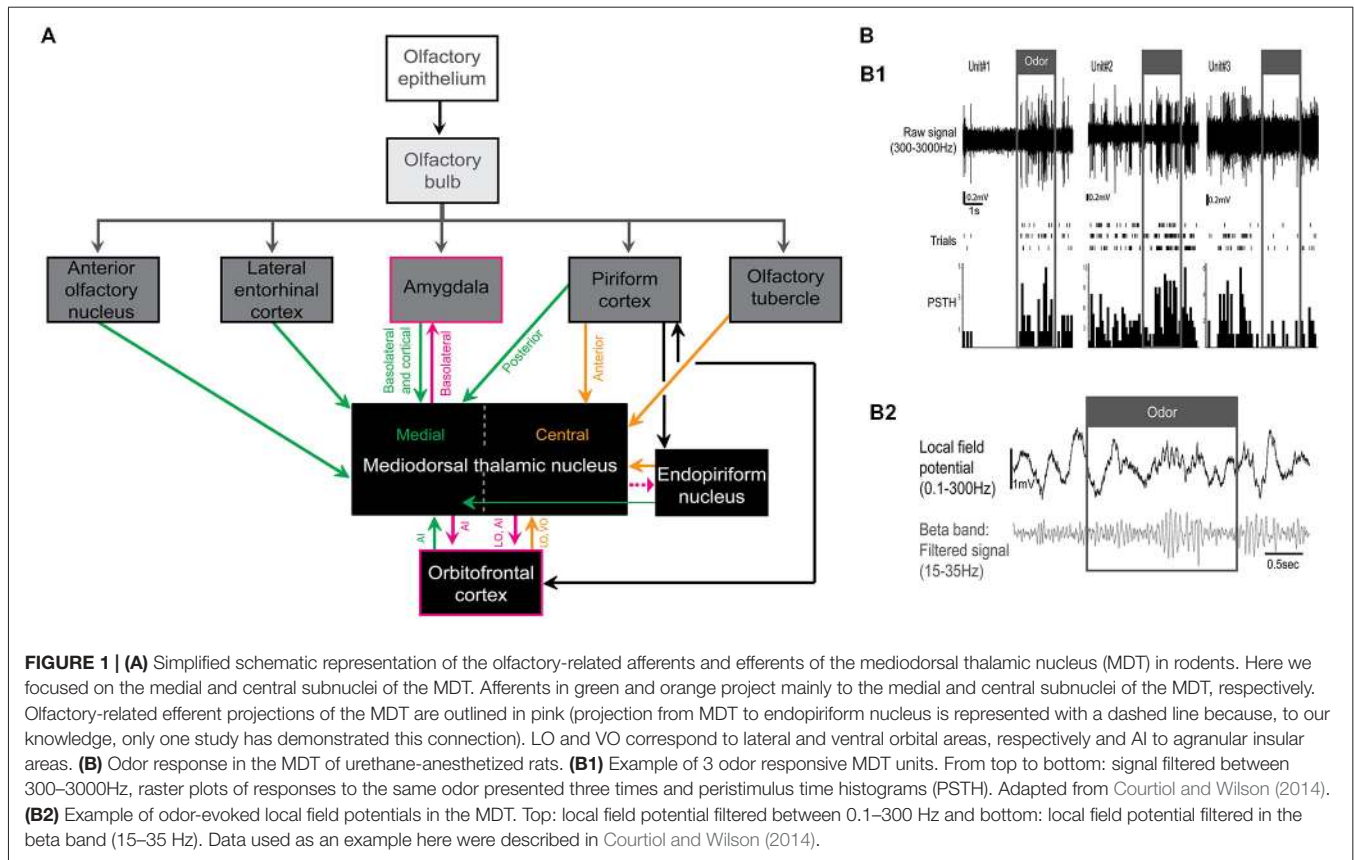 A
Olfactory
epithelium
Olfactory
bulb
Anterior
olfactory
nucleus
Lateral
entorhinal
cortex
Amygdala
Piriform
cortex
Olfactory
tubercle
Basolateral
and cortical
Basolateral
Posterior
Anterior
Medial
Central
Mediodorsal thalamic nucleus
Endopiriform
nucleus
AI
AI
LO, AI
LO, VO
Orbitofrontal
cortex
B
B1
Unit#1
Odor
Unit#2
Unit#3
Raw signal
(300-3000Hz)
0.2mV
1s
0.2mV
0.2mV
Trials
PSTH
B2
Odor
Local field
potential
(0.1-300Hz)
1mV
Beta band:
Filtered signal
(15-35Hz)
0.5sec
FIGURE 1 | (A) Simplified schematic representation of the olfactory-related afferents and efferents of the mediodorsal thalamic nucleus (MDT) in rodents. Here we
focused on the medial and central subnuclei of the MDT. Afferents in green and orange project mainly to the medial and central subnuclei of the MDT, respectively.
Olfactory-related efferent projections of the MDT are outlined in pink (projection from MDT to endopiriform nucleus is represented with a dashed line because, to our
knowledge, only one study has demonstrated this connection). LO and VO correspond to lateral and ventral orbital areas, respectively and AI to agranular insular
areas. (B) Odor response in the MDT of urethane-anesthetized rats. (B1) Example of 3 odor responsive MDT units. From top to bottom: signal filtered between
300–3000Hz, raster plots of responses to the same odor presented three times and peristimulus time histograms (PSTH). Adapted from Courtiol and Wilson (2014).
(B2) Example of odor-evoked local field potentials in the MDT. Top: local field potential filtered between 0.1–300 Hz and bottom: local field potential filtered in the
beta band (15–35 Hz). Data used as an example here were described in Courtiol and Wilson (2014).